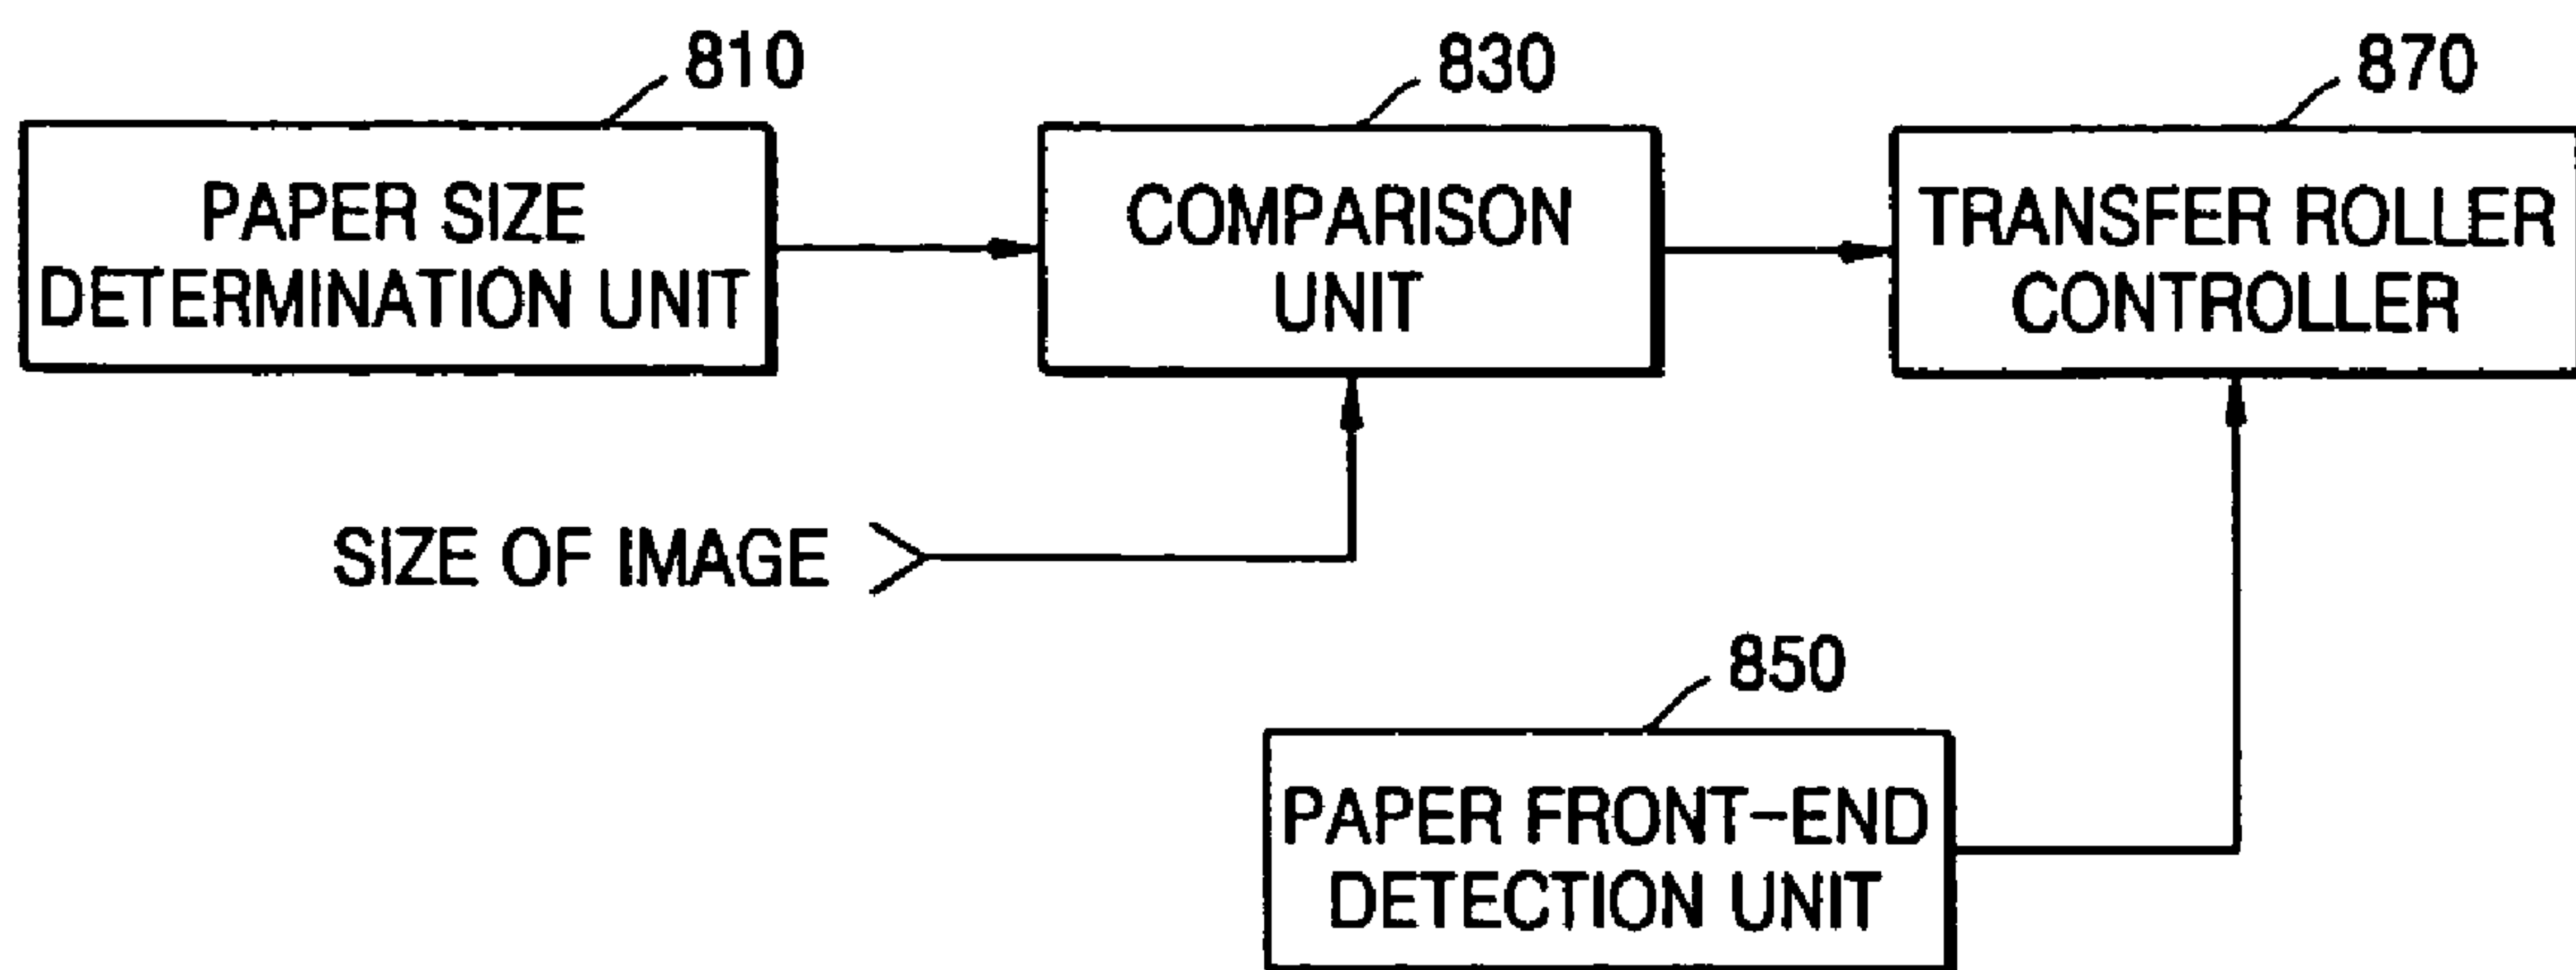 810
PAPER SIZE
DETERMINATION UNIT
830
COMPARISON
UNIT
870
TRANSFER ROLLER
CONTROLLER
SIZE OF IMAGE
850
PAPER FRONT-END
DETECTION UNIT